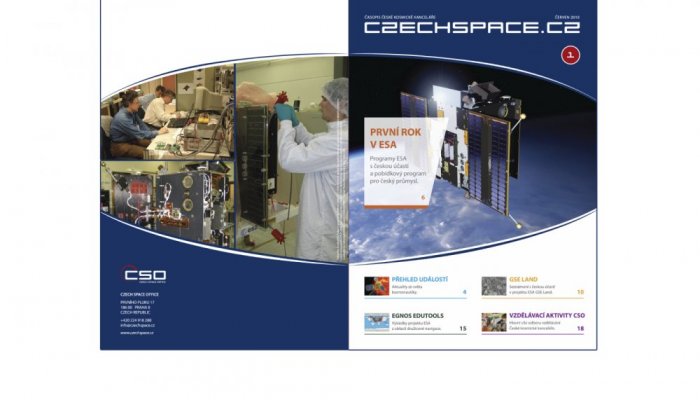 CSO
CZECH SPACE OFFICE
CZECH SPACE OFFICE
PRVNÍHO PLUKU 17
186 00 PRAHA 8
CZECH REPUBLIC
+420 224 918 288
info@czechspace.cz
www.czechspace.cz
ČASOPIS ČESKÉ KOSMICKÉ KANCELÁŘE
ČERVEN 2010
CZECHSPACE.CZ
1
PRVNÍ ROK
V ESA
Programy ESA
s českou účastí
a pobídkový program
pro český průmysl.
6
PŘEHLED UDÁLOSTÍ
Aktuality ze světa
kosmonautiky.
4
GSE LAND
Seznámení s českou účastí
v projektu ESA GSE Land.
10
EGNOS EDUTOOLS
Výsledky projektu ESA
z oblasti družicové navigace.
15
VZDĚLÁVACÍ AKTIVITY CSO
České kosmické kanceláře.
18